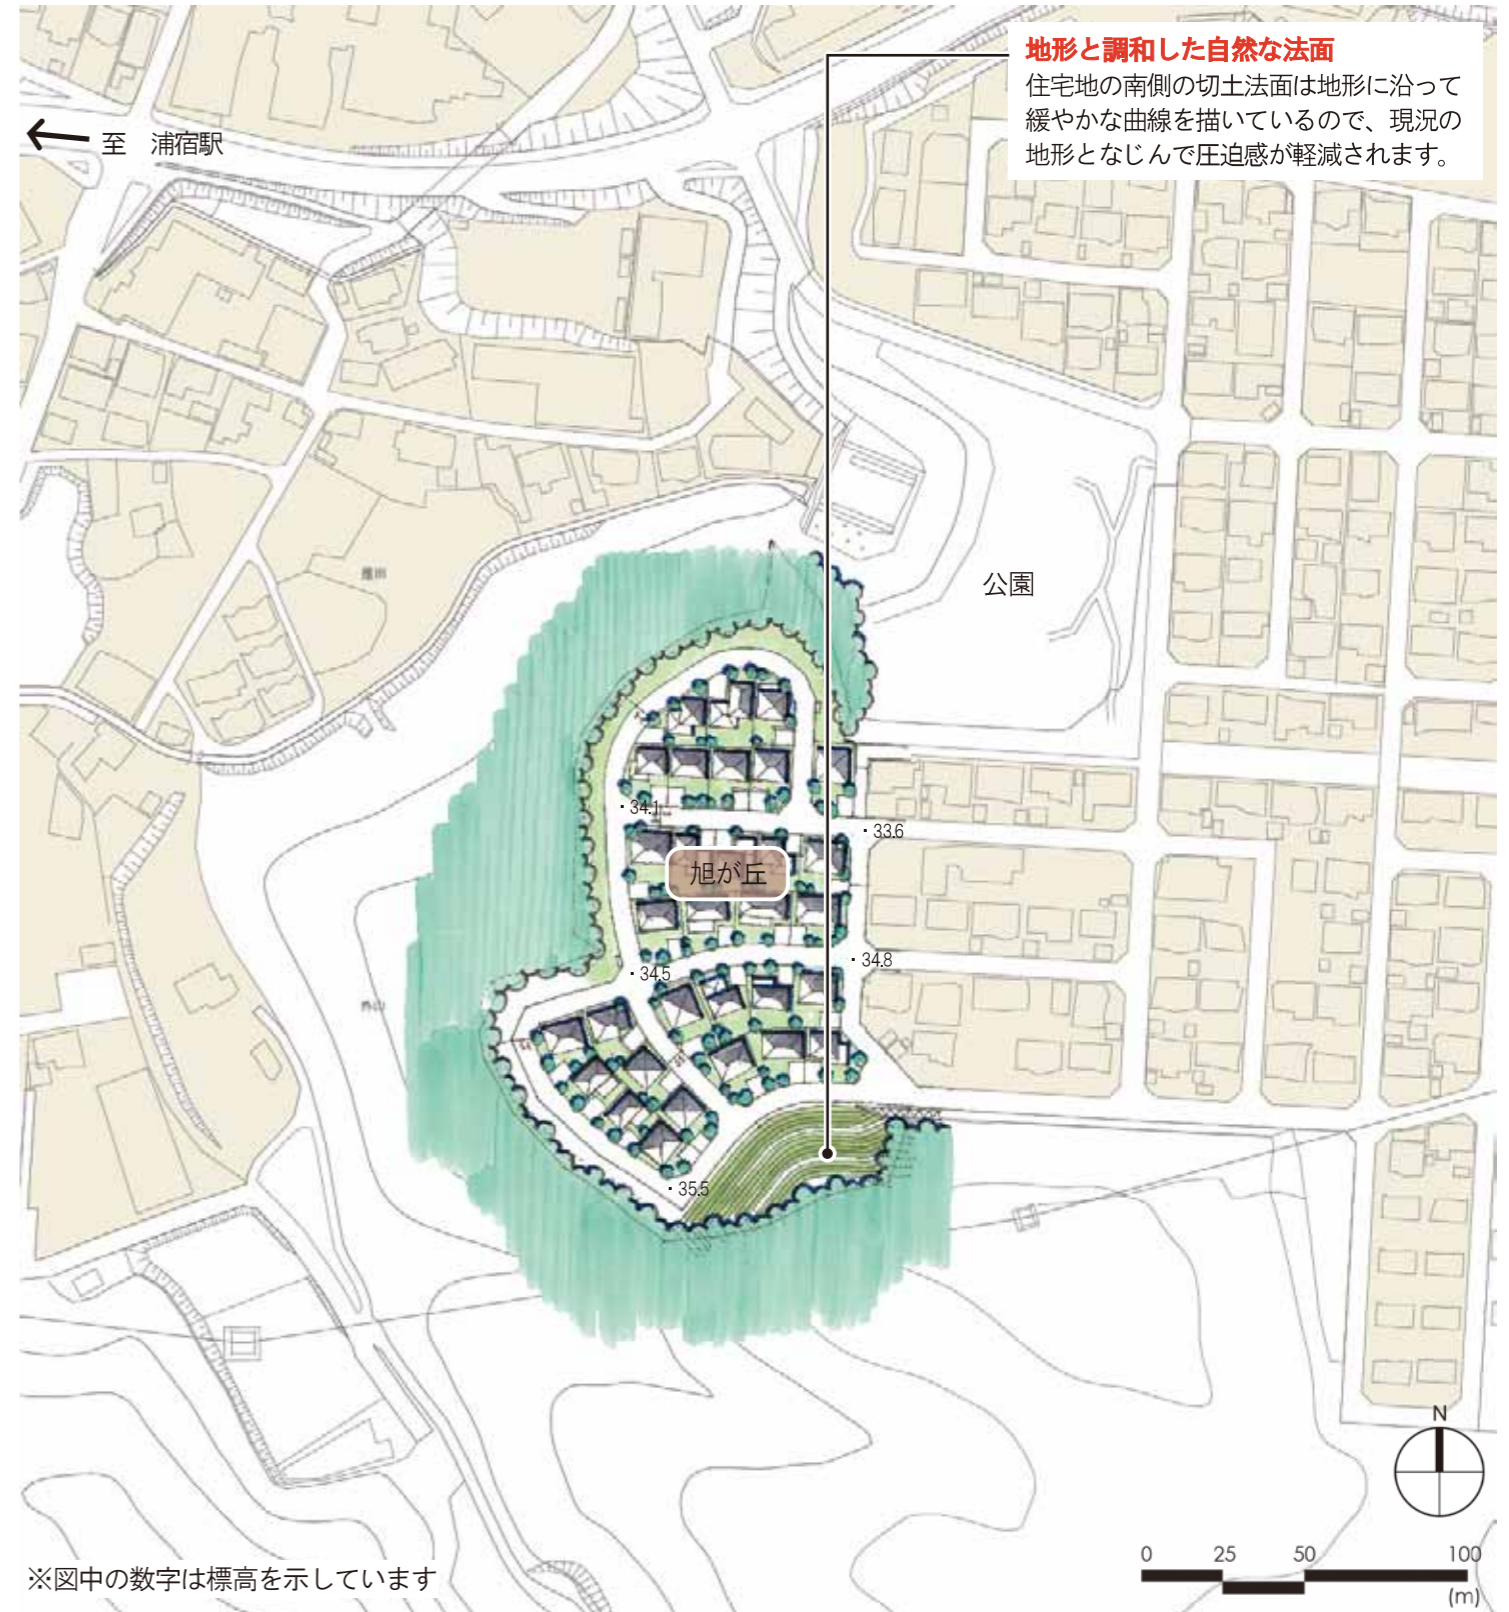 地形と調和した自然な法面
住宅地の南側の切土法面は地形に沿って
緩やかな曲線を描いているので、現況の
地形となじんで圧迫感が軽減されます。
至 浦宿駅
公園
・34.1
・33.6
旭が丘
・34.8
・34.5
・35.5
N
0 25 50 100
(m)
※図中の数字は標高を示しています